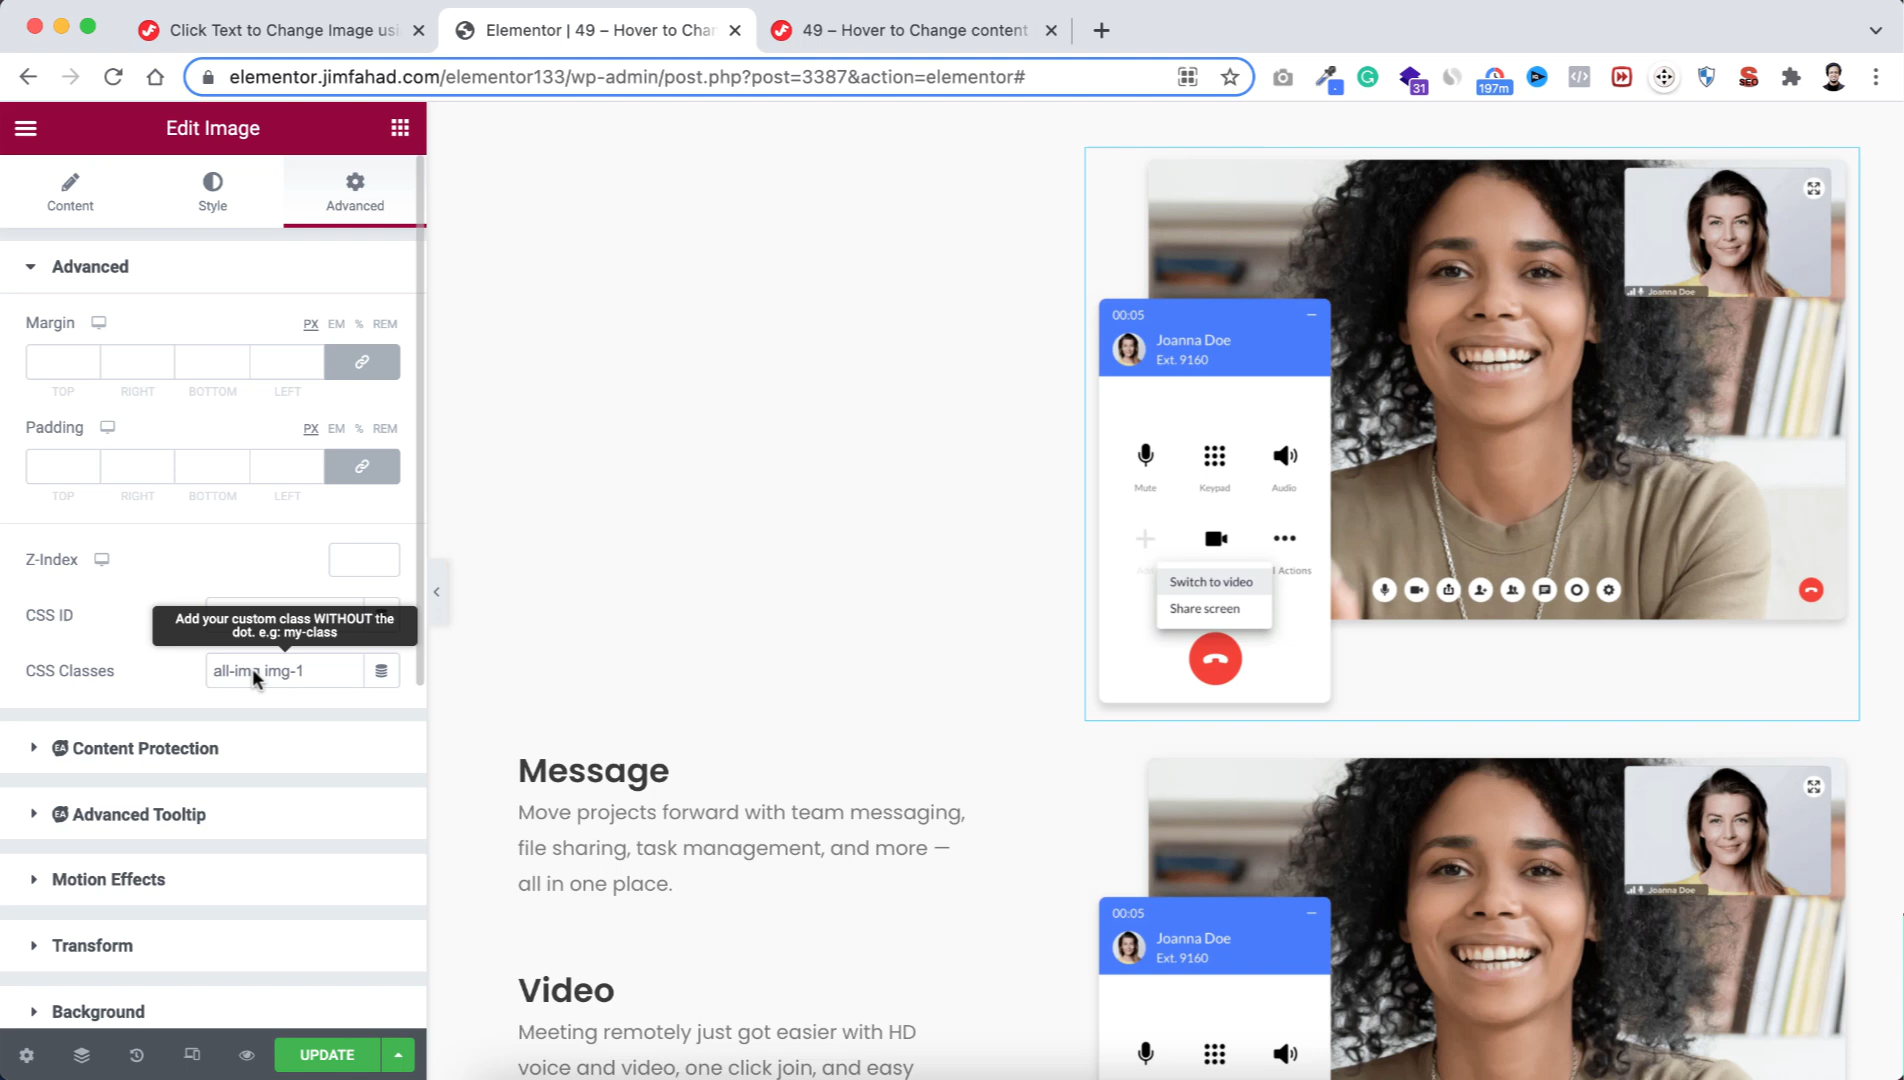 Click Text to Change Image usi
Elementor | 49 – Hover to Chan
49 – Hover to Change content
elementor.jimfahad.com/elementor133/wp-admin/post.php?post=3387&action=elementor#
31
197m
SEO
Edit Image
Content
Style
Advanced
Advanced
Margin
PX EM % REM
TOP RIGHT BOTTOM LEFT
Padding
PX EM % REM
TOP RIGHT BOTTOM LEFT
Z-Index
CSS ID
Add your custom class WITHOUT the
dot. e.g: my-class
CSS Classes
all-img img-1
EA Content Protection
EA Advanced Tooltip
Motion Effects
Transform
Background
UPDATE
Joanna Doe
00:05
Joanna Doe
Ext. 9160
Mute
Keypad
Audio
Add
l Actions
Switch to video
Share screen
Message
Move projects forward with team messaging,
file sharing, task management, and more —
all in one place.
Video
Meeting remotely just got easier with HD
voice and video, one click join, and easy
Joanna Doe
00:05
Joanna Doe
Ext. 9160